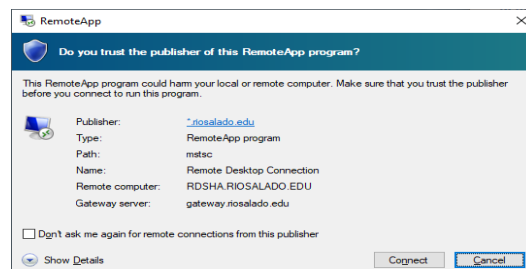 RemoteApp
Do you trust the publisher of this RemoteApp program?
This RemoteApp program could harm your local or remote computer. Make sure that you trust the publisher
before you connect to run this program.
Publisher: *.riosalado.edu
Type: RemoteApp program
Path: mstsc
Name: Remote Desktop Connection
Remote computer: RDSHA.RIOSALADO.EDU
Gateway server: gateway.riosalado.edu
Don't ask me again for remote connections from this publisher
Show Details Connect Cancel